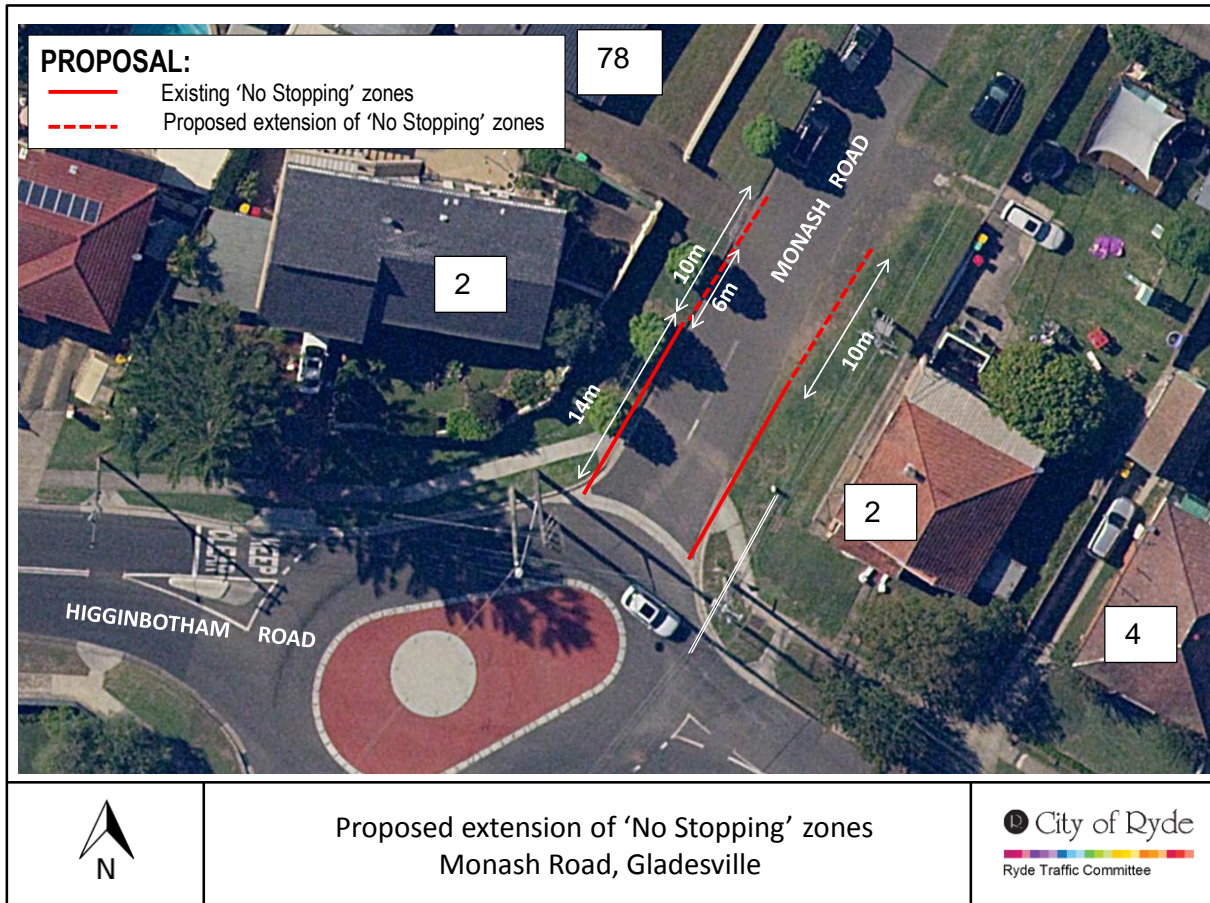 PROPOSAL:
Existing ‘No Stopping’ zones
Proposed extension of ‘No Stopping’ zones
78
MONASH ROAD
10m
6m
2
14m
10m
2
KEEP
CLEAR
HIGGINBOTHAM ROAD
4
N
Proposed extension of ‘No Stopping’ zones
Monash Road, Gladesville
R City of Ryde
Ryde Traffic Committee